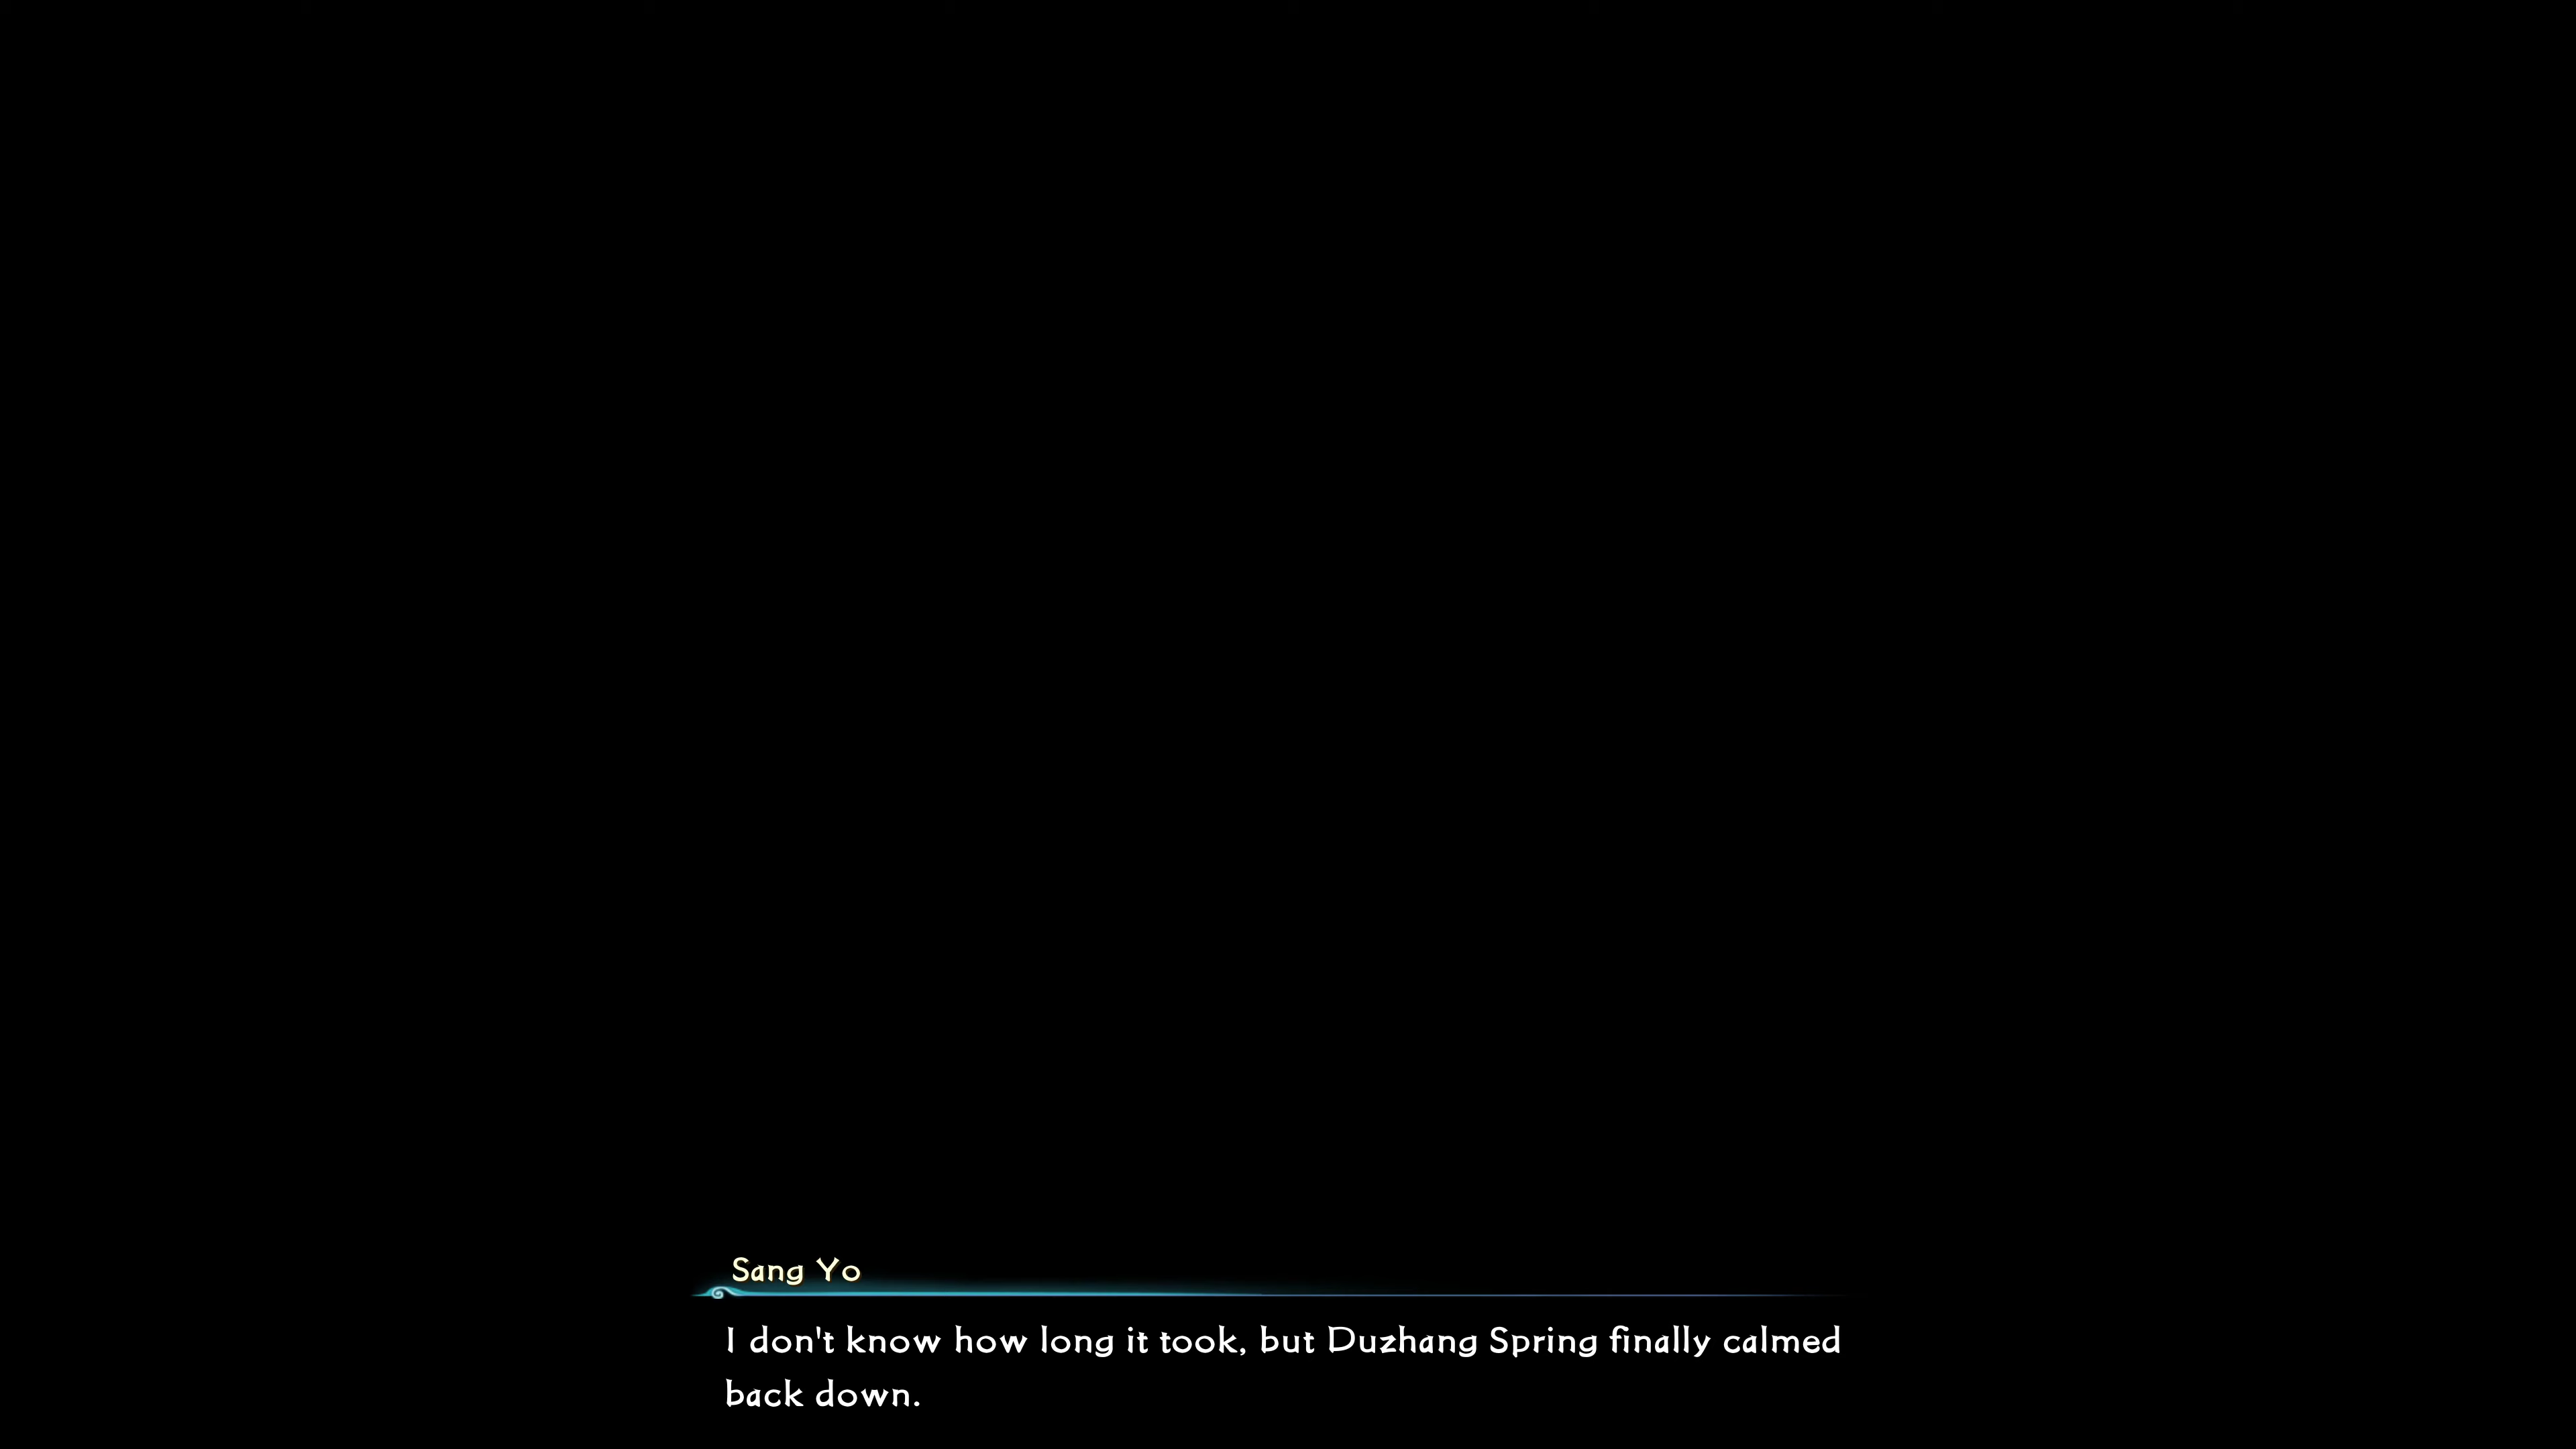 Sang Yo
I don't know how long it took, but Duzhang Spring finally calmed
back down.